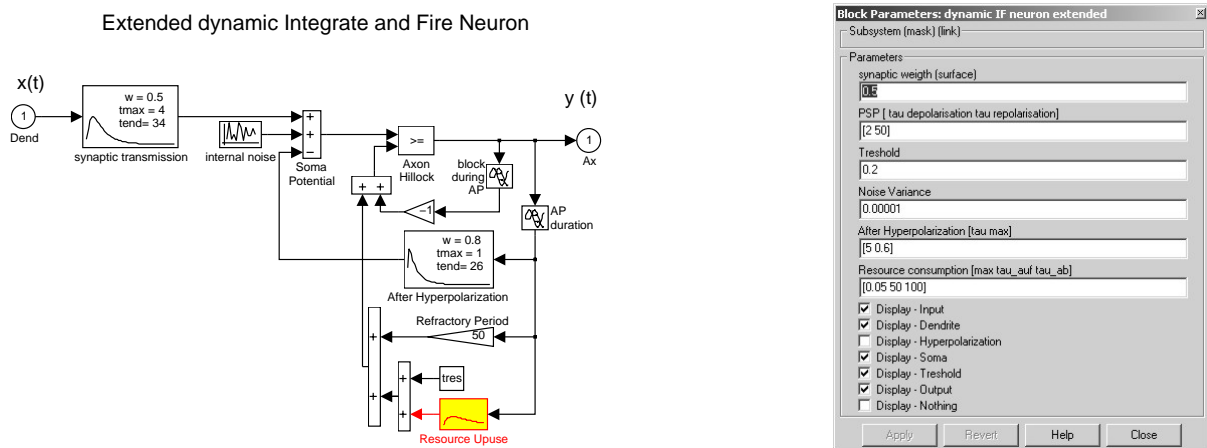 Extended dynamic Integrate and Fire Neuron
x(t)
1
Dend
w = 0.5
tmax = 4
tend= 34
synaptic transmission
internal noise
+
+
−
Soma
Potential
>=
Axon
Hillock
y (t)
1
Ax
block
during
AP
AP
duration
+ +
−1
w = 0.8
tmax = 1
tend= 26
After Hyperpolarization
Refractory Period
50
+
+
+
+
tres
Resource Upuse
Block Parameters: dynamic IF neuron extended
Subsystem (mask) (link)
Parameters
synaptic weigth (surface)
0.5
PSP [ tau depolarisation tau repolarisation]
[2 50]
Treshold
0.2
Noise Variance
0.00001
After Hyperpolarization [tau max]
[5 0.6]
Resource consumption [max tau_auf tau_ab]
[0.05 50 100]
Display - Input
Display - Dendrite
Display - Hyperpolarization
Display - Soma
Display - Treshold
Display - Output
Display - Nothing
Apply
Revert
Help
Close